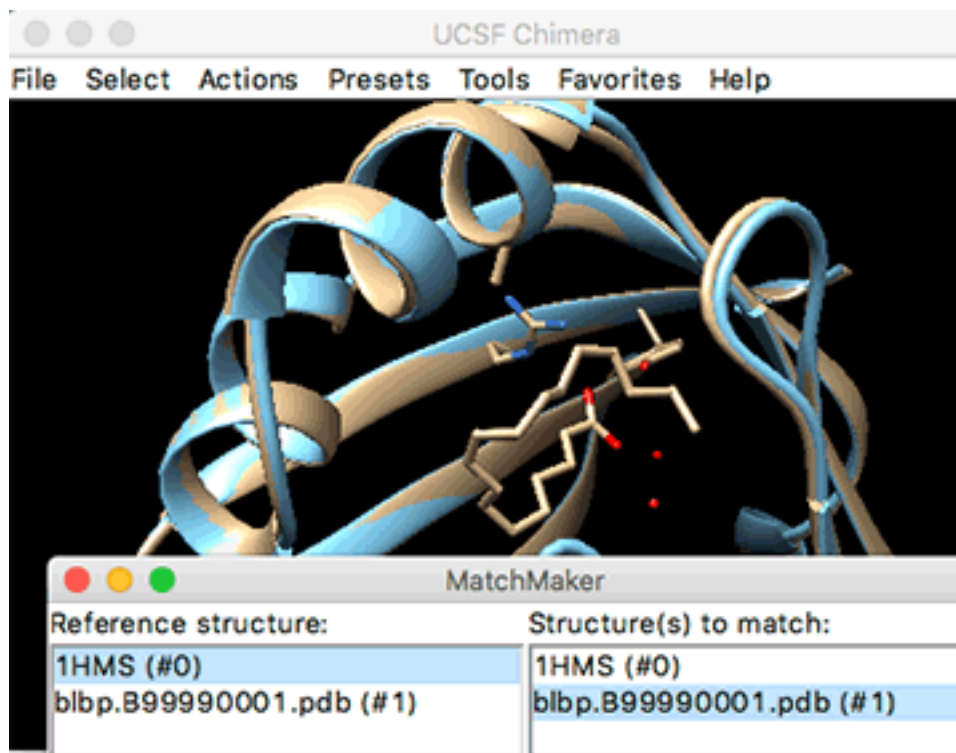 UCSF Chimera
File Select Actions Presets Tools Favorites Help
MatchMaker
Reference structure:
1HMS (#0)
blbp.B99990001.pdb (#1)
Structure(s) to match:
1HMS (#0)
blbp.B99990001.pdb (#1)